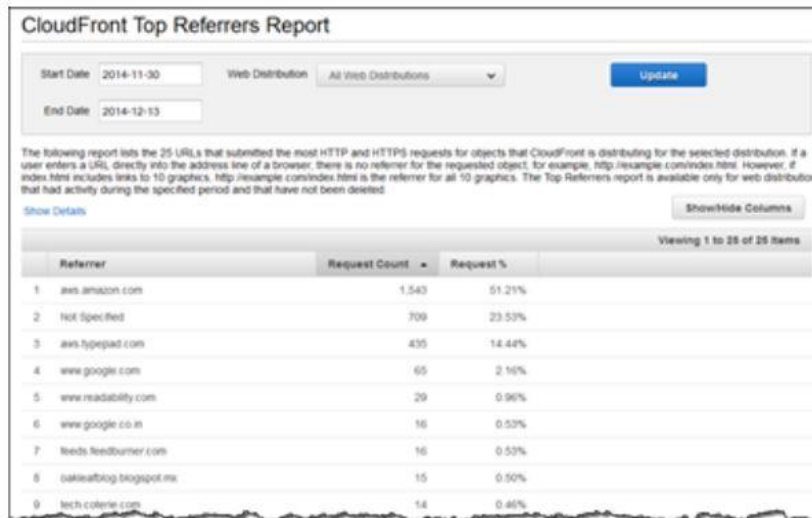 CloudFront Top Referrers Report
Start Date 2014-11-30 Web Distribution All Web Distributions Update
End Date 2014-12-13
The following report lists the 25 URLs that submitted the most HTTP and HTTPS requests for objects that CloudFront is distributing for the selected distribution. If a
user enters a URL directly into the address line of a browser, there is no referrer for the requested object, for example, http://example.com/index.html. However, if
index.html includes links to 10 graphics, http://example.com/index.html is the referrer for all 10 graphics. The Top Referrers report is available only for web distribution
that had activity during the specified period and that have not been deleted.
Show Details Show/Hide Columns
Viewing 1 to 25 of 25 Items
Referrer Request Count Request %
1 aws.amazon.com 1,543 51.21%
2 Not Specified 709 23.53%
3 aws.typepad.com 435 14.44%
4 www.google.com 65 2.16%
5 www.readability.com 29 0.96%
6 www.google.co.in 16 0.53%
7 feeds.feedburner.com 16 0.53%
8 oakleafblog.blogspot.mx 15 0.50%
9 tech.coterie.com 14 0.46%